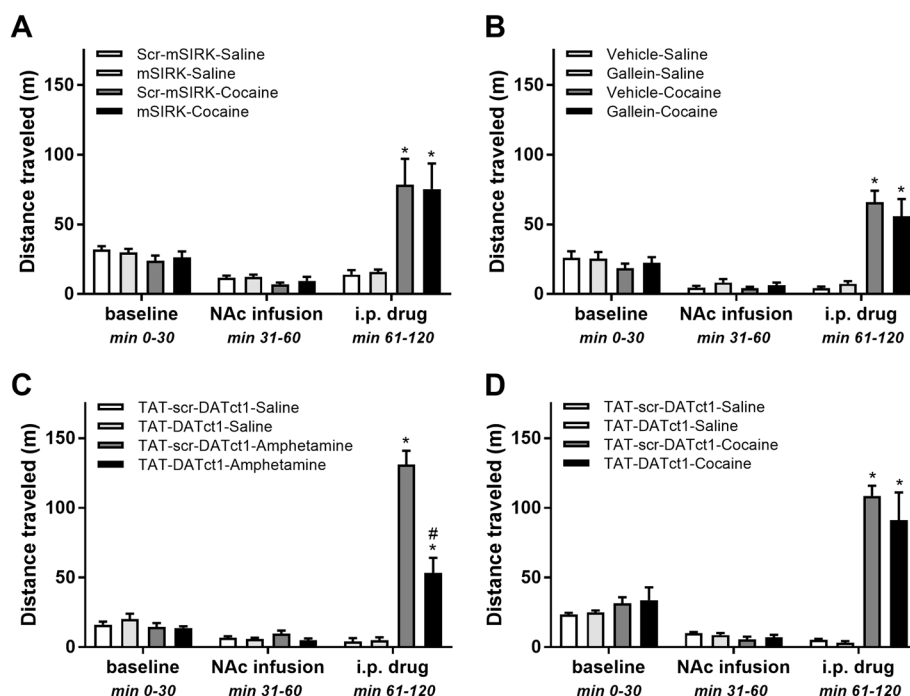 A
Scr-mSIRK-Saline
mSIRK-Saline
Scr-mSIRK-Cocaine
mSIRK-Cocaine
Distance traveled (m)
150
100
50
0
* *
baseline NAc infusion i.p. drug
min 0-30 min 31-60 min 61-120
B
Vehicle-Saline
Gallein-Saline
Vehicle-Cocaine
Gallein-Cocaine
Distance traveled (m)
150
100
50
0
* *
baseline NAc infusion i.p. drug
min 0-30 min 31-60 min 61-120
C
TAT-scr-DATct1-Saline
TAT-DATct1-Saline
TAT-scr-DATct1-Amphetamine
TAT-DATct1-Amphetamine
Distance traveled (m)
150
100
50
0
*
#
*
baseline NAc infusion i.p. drug
min 0-30 min 31-60 min 61-120
D
TAT-scr-DATct1-Saline
TAT-DATct1-Saline
TAT-scr-DATct1-Cocaine
TAT-DATct1-Cocaine
Distance traveled (m)
150
100
50
0
* *
baseline NAc infusion i.p. drug
min 0-30 min 31-60 min 61-120